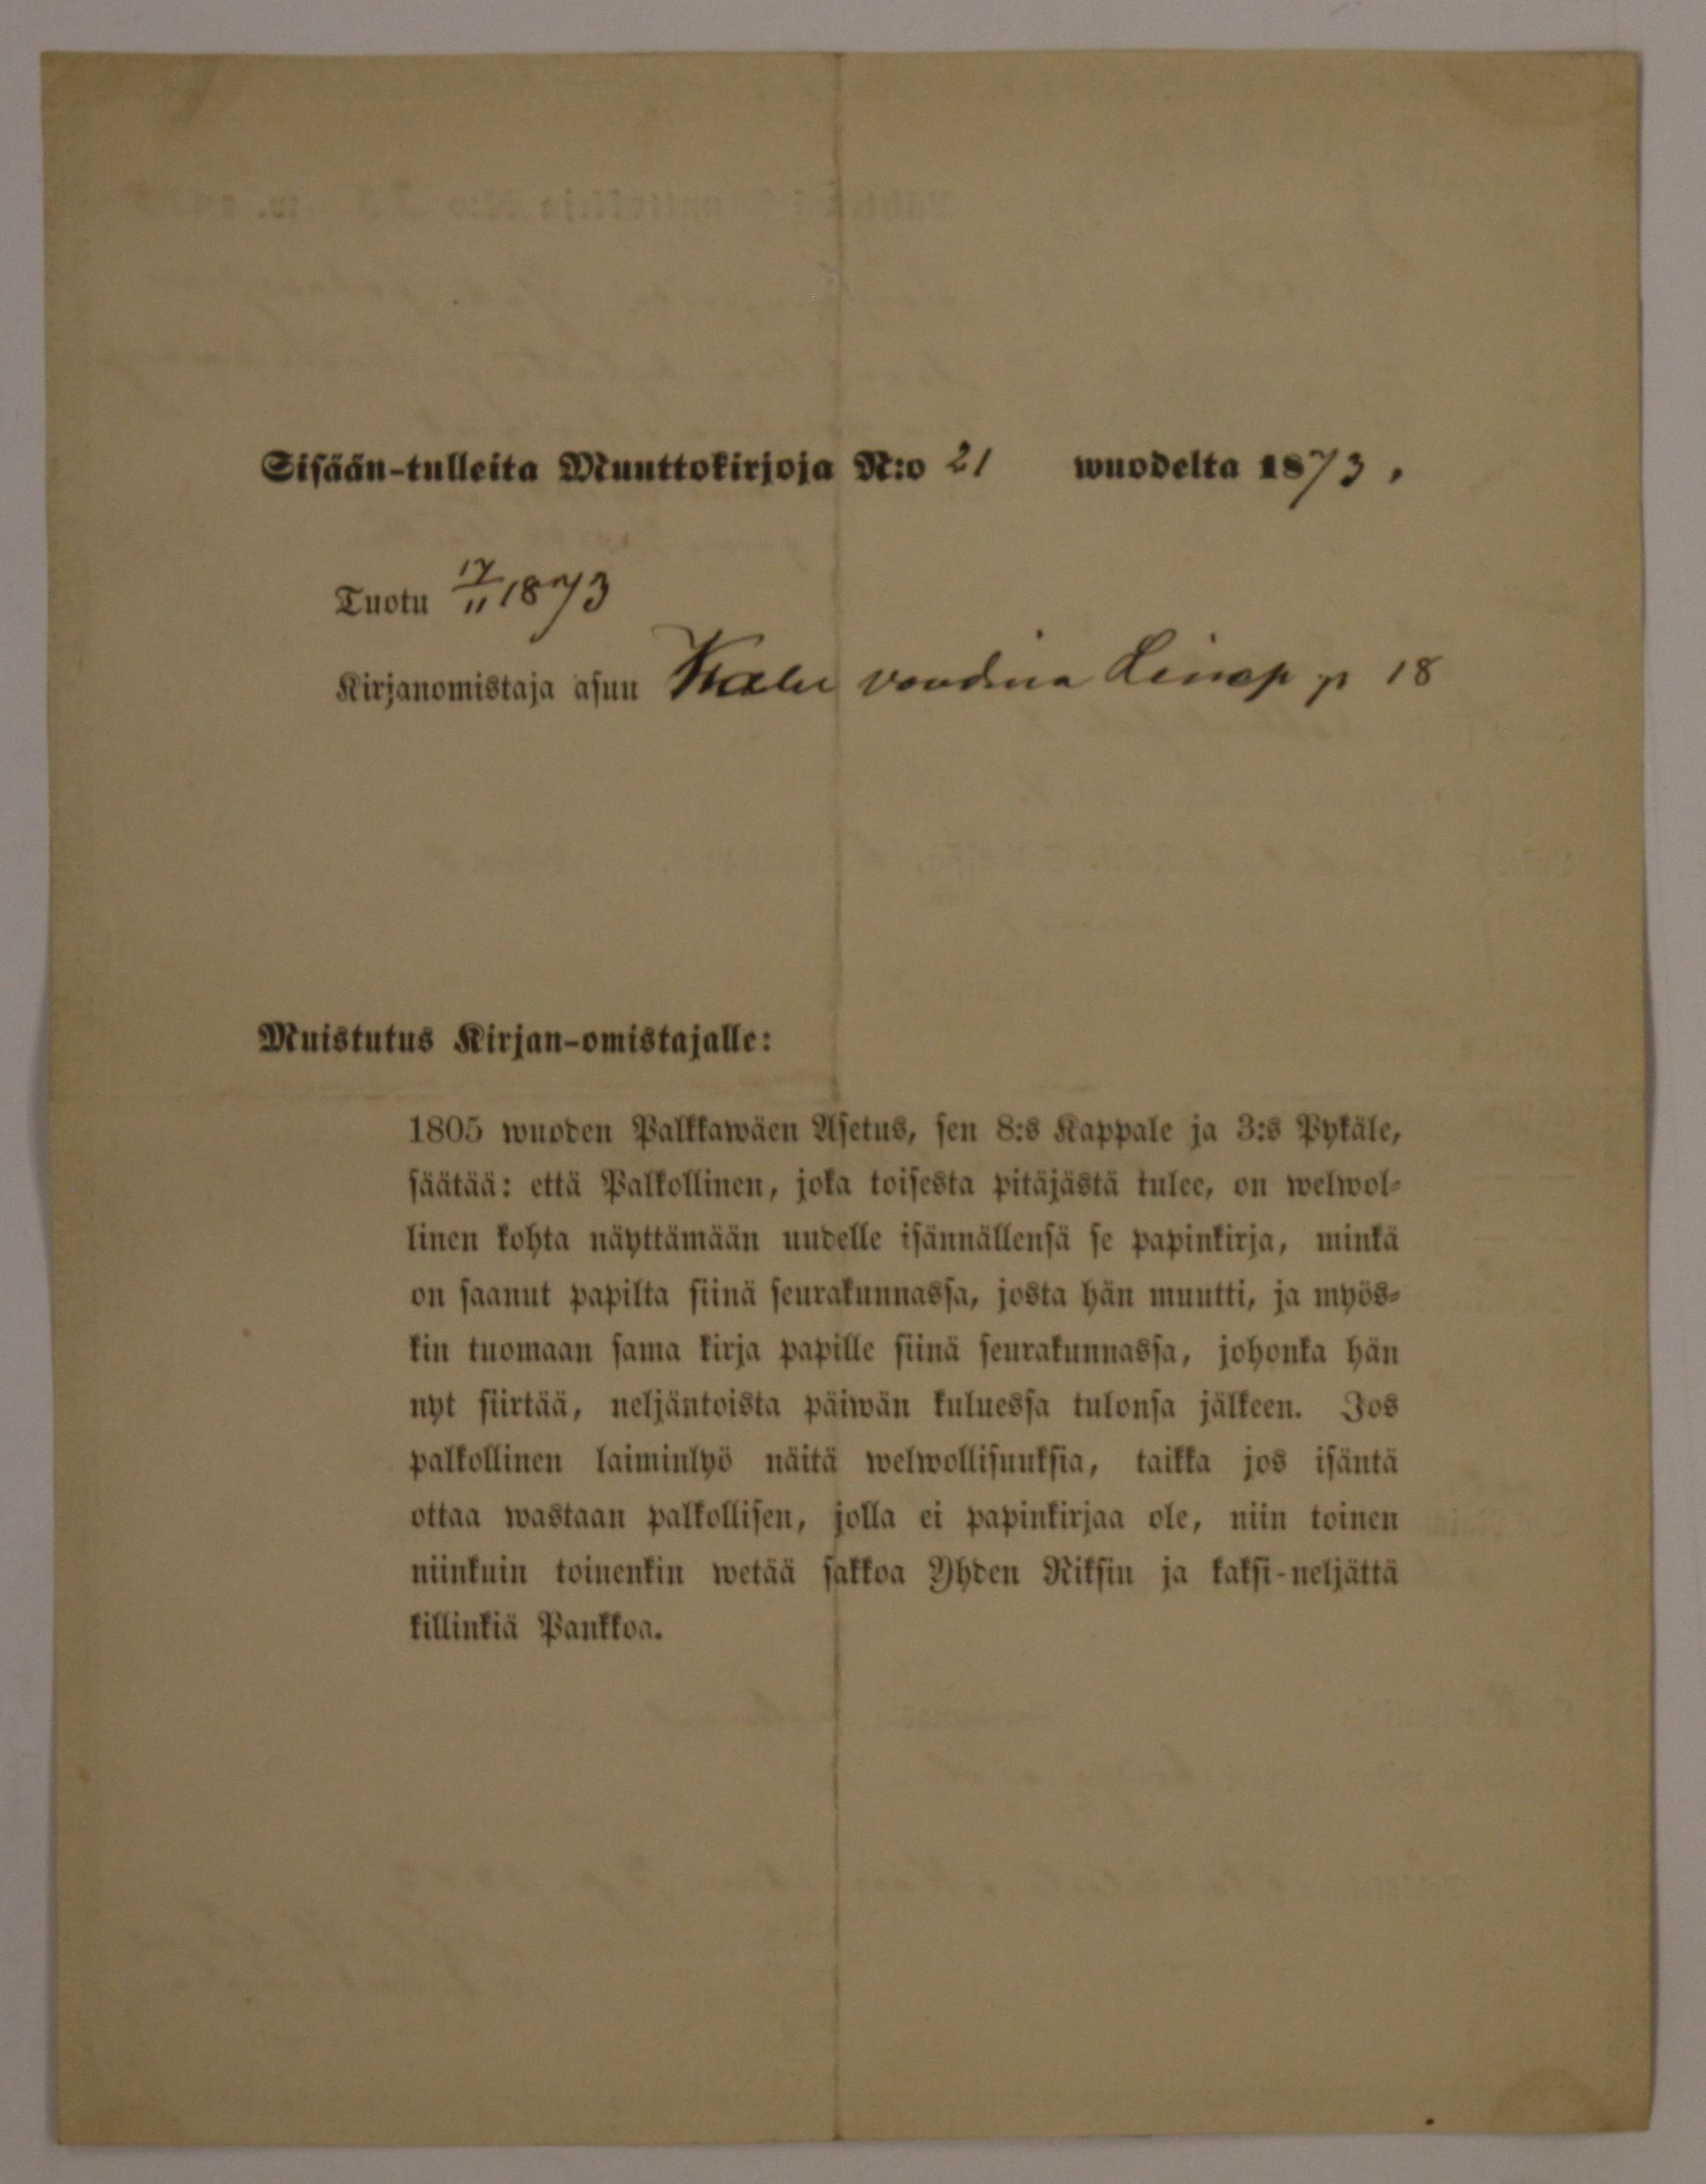 Sisään-tulleita Muuttokirjoja N:o 21 wuodelta 1873,
Tuotu 17/11 1873
Kirjanomistaja asuu p 18
Muistutus Kirjan-omistajalle:
1805 wuoden Palkkawäen Asetus, sen 8:s Kappale ja 3:s Pykäle,
säätää: että Palkollinen, joka toisesta pitäjästä tulee, on welwol-
linen kohta näyttämään uudelle isännällensä se papinkirja, minkä
on saanut papilta siinä seurakunnassa, josta hän muutti, ja myös-
kin tuomaan sama kirja papille siinä seurakunnassa, johonka hän
nyt siirtää, neljäntoista päiwän kuluessa tulonsa jälkeen. Jos
palkollinen laiminlyö näitä welwollisuuksia, taikka jos isäntä
ottaa wastaan palkollisen, jolla ei papinkirjaa ole, niin toinen
niinkuin toinenkin wetää sakkoa Yhden Riksin ja kaksi-neljättä
killinkiä Pankkoa.